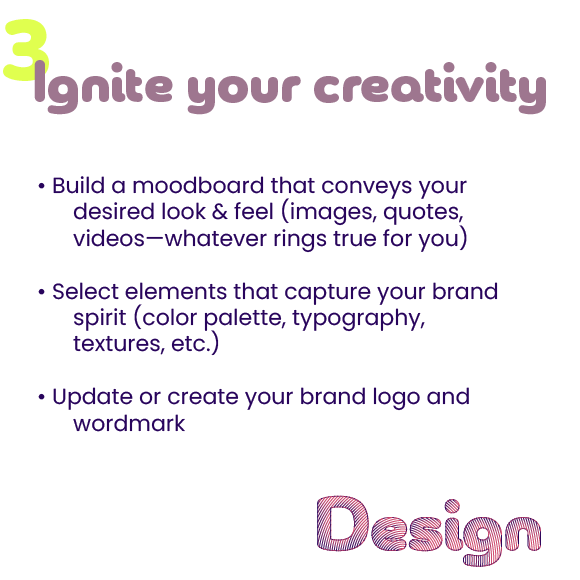 3
Ignite your creativity
• Build a moodboard that conveys your
desired look & feel (images, quotes,
videos—whatever rings true for you)
• Select elements that capture your brand
spirit (color palette, typography,
textures, etc.)
• Update or create your brand logo and
wordmark
Design